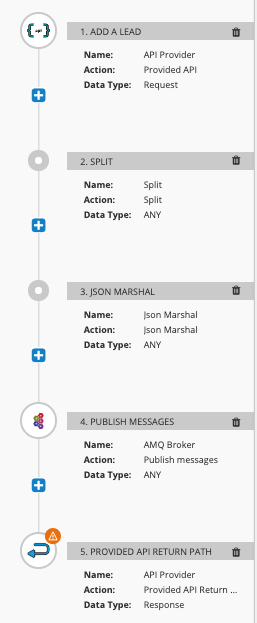 1. ADD A LEAD
Name: API Provider
Action: Provided API
Data Type: Request
2. SPLIT
Name: Split
Action: Split
Data Type: ANY
3. JSON MARSHAL
Name: Json Marshal
Action: Json Marshal
Data Type: ANY
4. PUBLISH MESSAGES
Name: AMQ Broker
Action: Publish messages
Data Type: ANY
5. PROVIDED API RETURN PATH
Name: API Provider
Action: Provided API Return ...
Data Type: Response